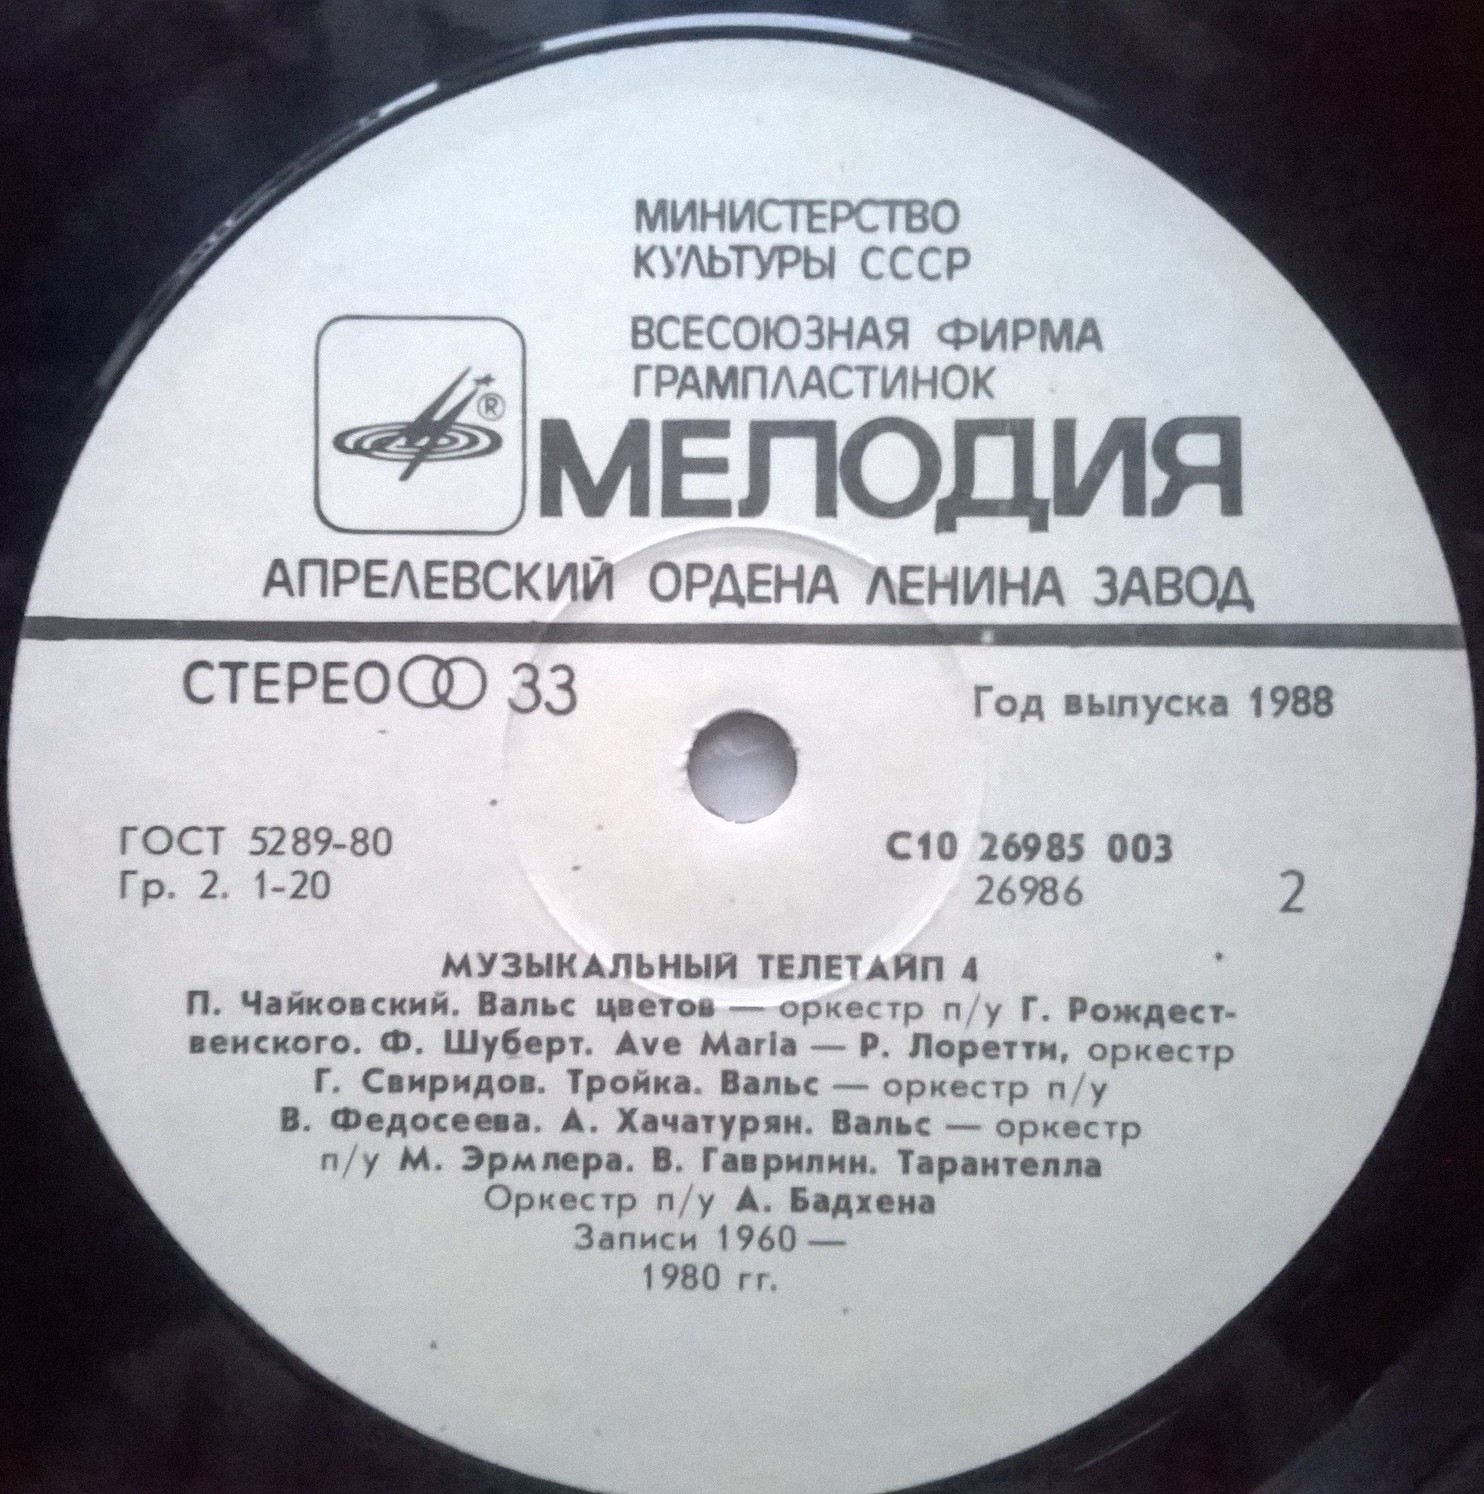 МИНИСТЕРСТВО
КУЛЬТУРЫ СССР
ВСЕСОЮЗНАЯ ФИРМА
ГРАМПЛАСТИНОК
®
МЕЛОДИЯ
АПРЕЛЕВСКИЙ ОРДЕНА ЛЕНИНА ЗАВОД
СТЕРЕО 33
Год выпуска 1988
ГОСТ 5289-80
Гр. 2. 1-20
С10 26985 003
26986
2
МУЗЫКАЛЬНЫЙ ТЕЛЕТАЙП 4
П. Чайковский. Вальс цветов — оркестр п/у Г. Рождест-
венского. Ф. Шуберт. Ave Maria — Р. Лоретти, оркестр
Г. Свиридов. Тройка. Вальс — оркестр п/у
В. Федосеева. А. Хачатурян. Вальс — оркестр
п/у М. Эрмлера. В. Гаврилин. Тарантелла
Оркестр п/у А. Бадхена
Записи 1960 —
1980 гг.